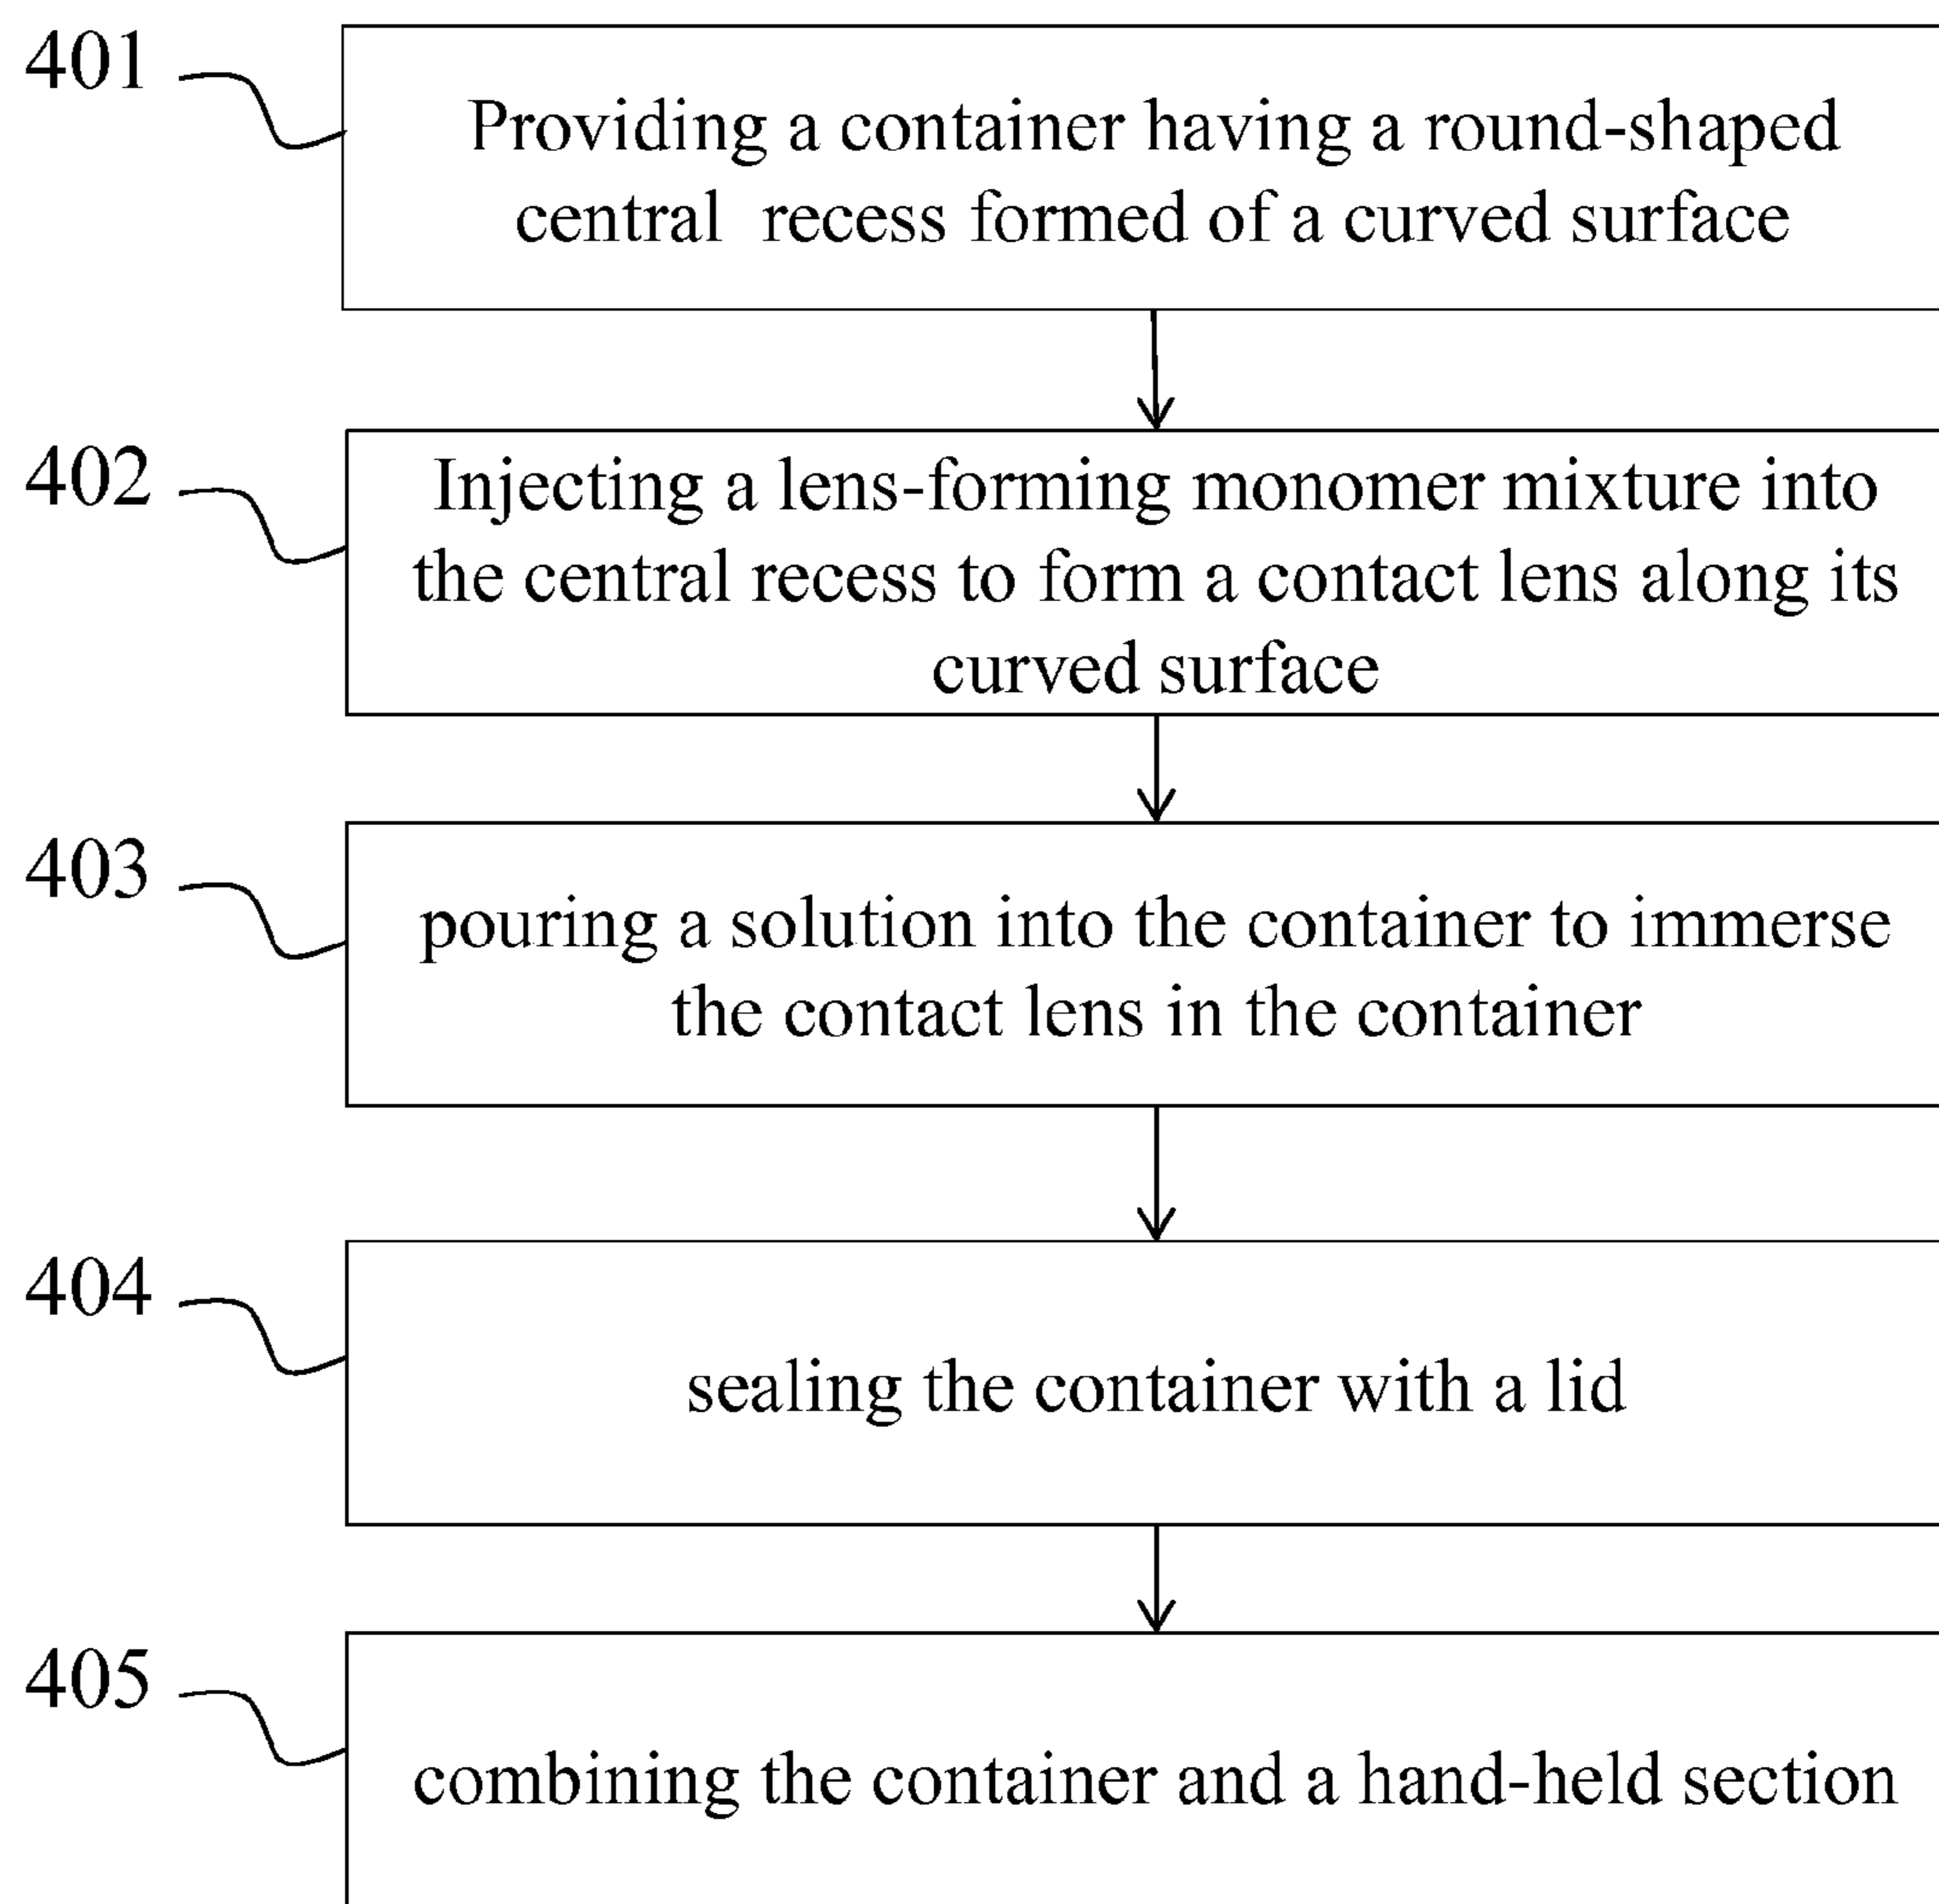 401
Providing a container having a round-shaped
central recess formed of a curved surface
402
Injecting a lens-forming monomer mixture into
the central recess to form a contact lens along its
curved surface
403
pouring a solution into the container to immerse
the contact lens in the container
404
sealing the container with a lid
405
combining the container and a hand-held section